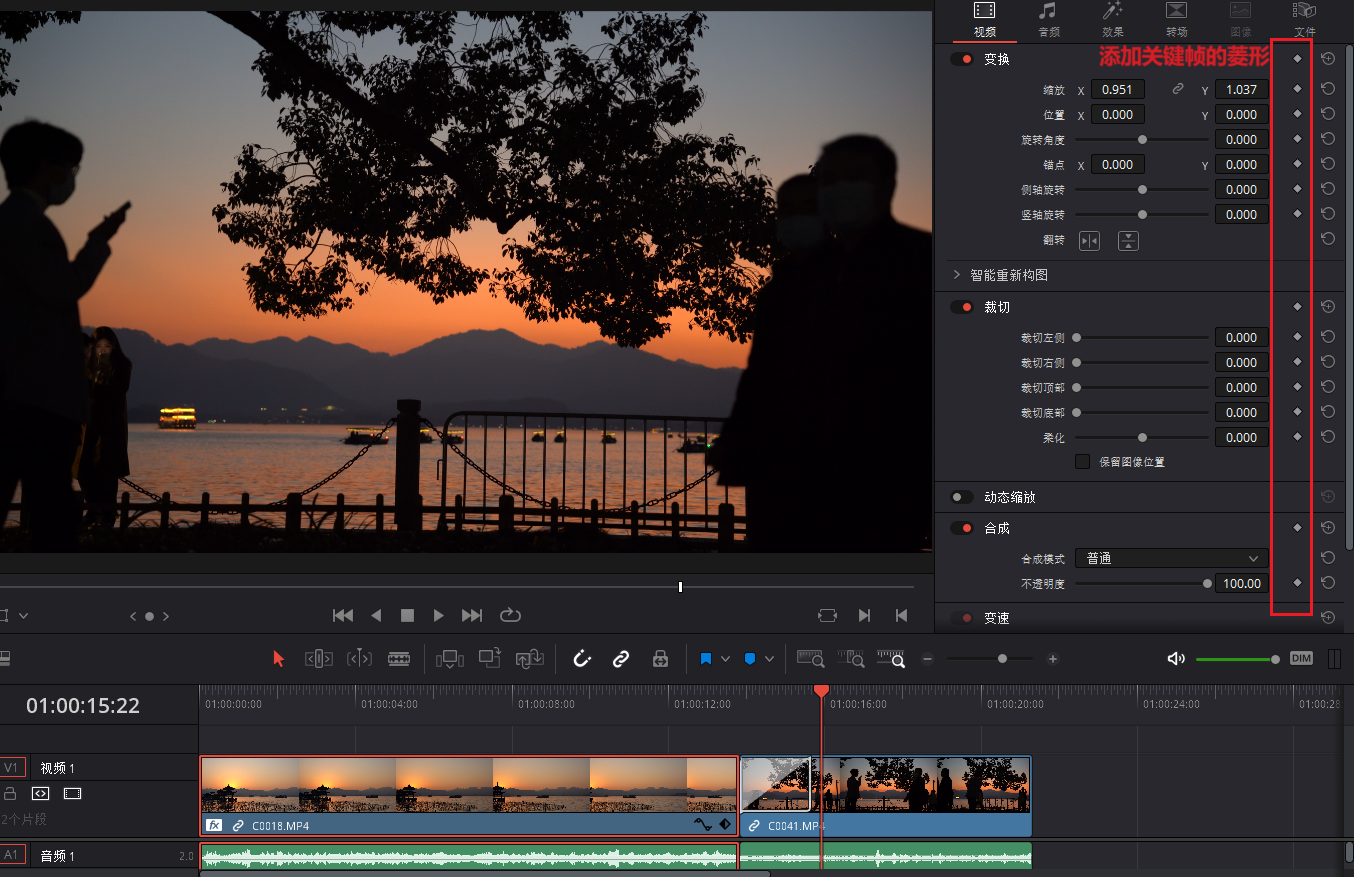 视频 音频 效果 转场 图像 文件
添加关键帧的菱形
变换
缩放 X 0.951 Y 1.037
位置 X 0.000 Y 0.000
旋转角度 0.000
锚点 X 0.000 Y 0.000
侧轴旋转 0.000
竖轴旋转 0.000
翻转
智能重新构图
裁切
裁切左侧 0.000
裁切右侧 0.000
裁切顶部 0.000
裁切底部 0.000
柔化 0.000
保留图像位置
动态缩放
合成
合成模式 普通
不透明度 100.00
变速
DIM
01:00:15:22
01:00:00:00 01:00:04:00 01:00:08:00 01:00:12:00 01:00:16:00 01:00:20:00 01:00:24:00 01:00:28
V1 视频 1
2个片段
fx C0018.MP4 C0041.MP4
A1 音频 1 2.0